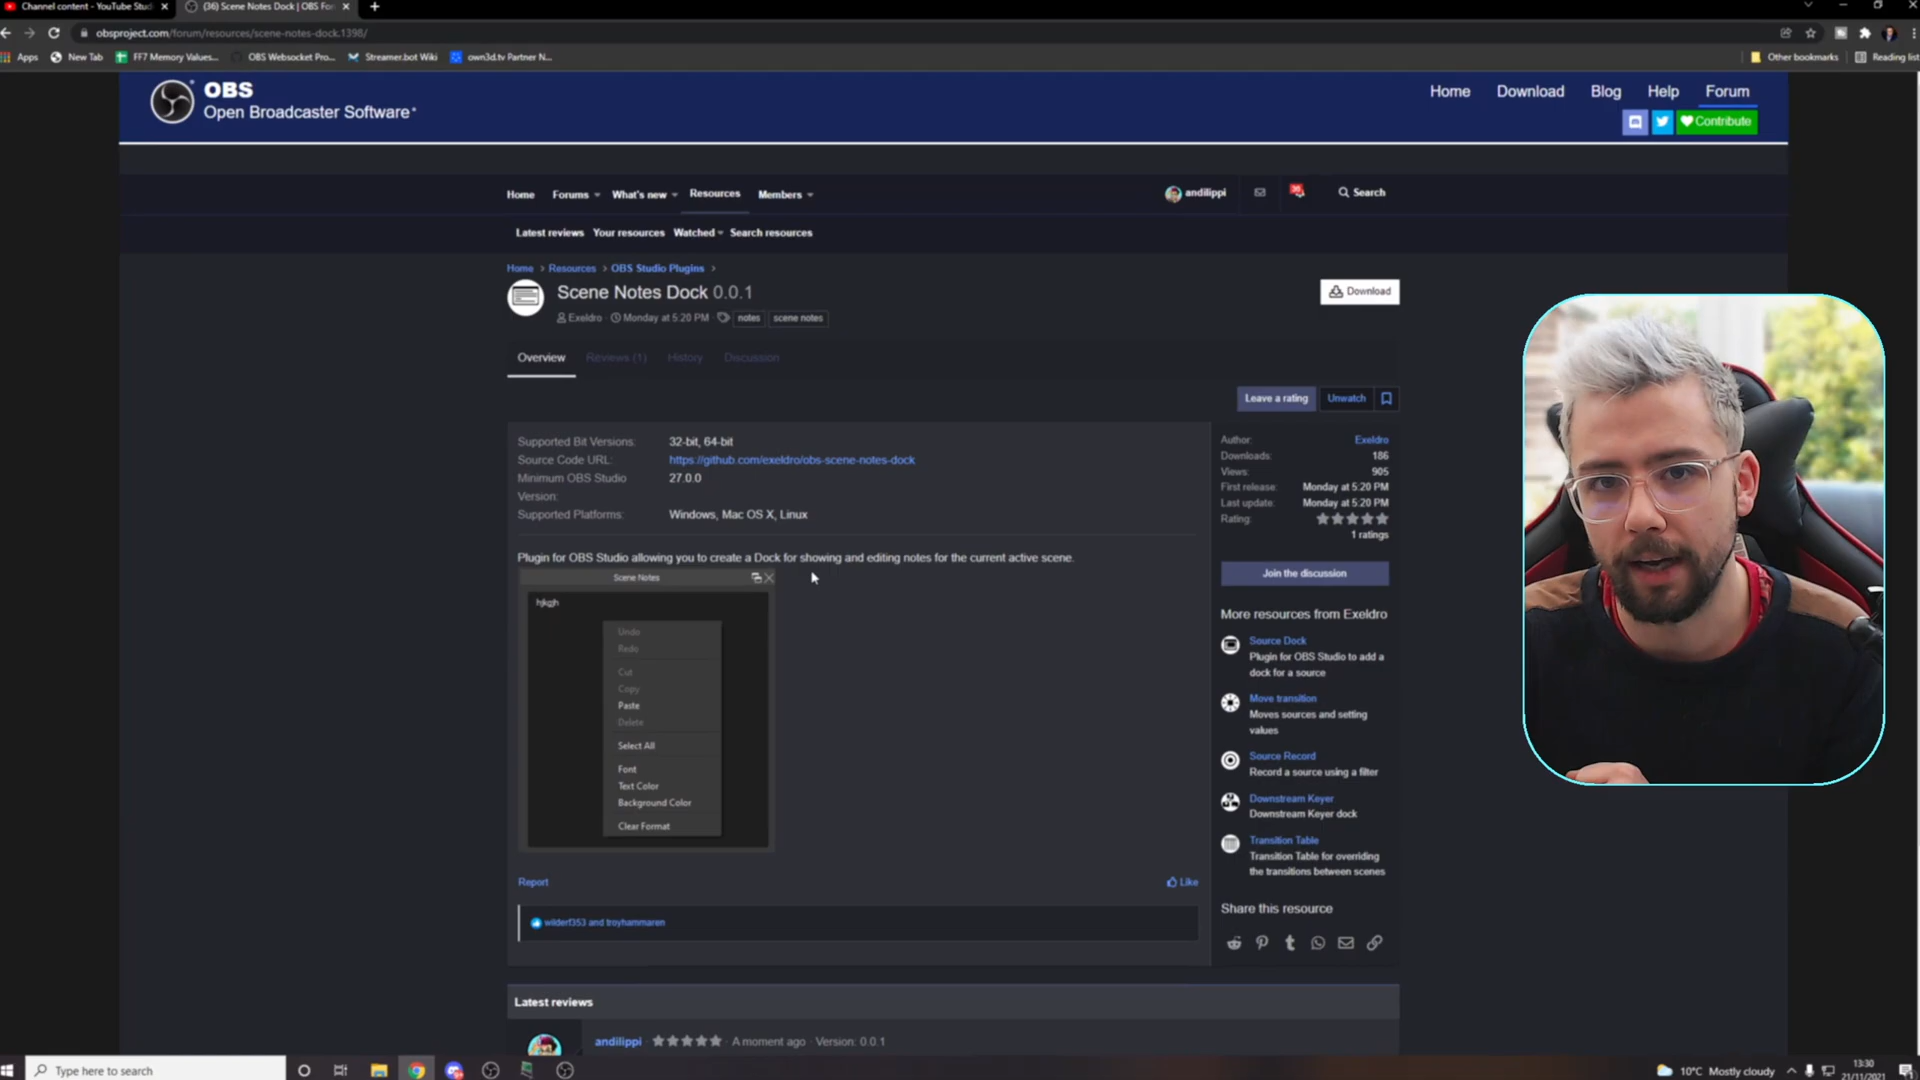 Channel content - YouTube Stud
(36) Scene Notes Dock | OBS For
obsproject.com/forum/resources/scene-notes-dock.1398/
Apps
New Tab
FF7 Memory Values...
OBS Websocket Pro...
Streamer.bot Wiki
own3d.tv Partner N...
Other bookmarks
Reading list
OBS
Open Broadcaster Software
Home
Download
Blog
Help
Forum
Contribute
Home
Forums
What's new
Resources
Members
andilippi
36
Search
Latest reviews
Your resources
Watched
Search resources
Home > Resources > OBS Studio Plugins >
Scene Notes Dock 0.0.1
Download
Exeldro
Monday at 5:20 PM
notes
scene notes
Overview
Reviews (1)
History
Discussion
Leave a rating
Unwatch
Supported Bit Versions:
32-bit, 64-bit
Source Code URL:
https://github.com/exeldro/obs-scene-notes-dock
Minimum OBS Studio
Version:
27.0.0
Supported Platforms:
Windows, Mac OS X, Linux
Plugin for OBS Studio allowing you to create a Dock for showing and editing notes for the current active scene.
Scene Notes
hjkgjh
Undo
Redo
Cut
Copy
Paste
Delete
Select All
Font
Text Color
Background Color
Clear Format
Report
Like
wilderf353 and troyhammaren
Author: Exeldro
Downloads: 186
Views: 905
First release: Monday at 5:20 PM
Last update: Monday at 5:20 PM
Rating:
1 ratings
Join the discussion
More resources from Exeldro
Source Dock
Plugin for OBS Studio to add a
dock for a source
Move transition
Moves sources and setting
values
Source Record
Record a source using a filter
Downstream Keyer
Downstream Keyer dock
Transition Table
Transition Table for overriding
the transitions between scenes
Share this resource
Latest reviews
andilippi
A moment ago · Version: 0.0.1
Type here to search
10°C Mostly cloudy
13:30
21/11/2021